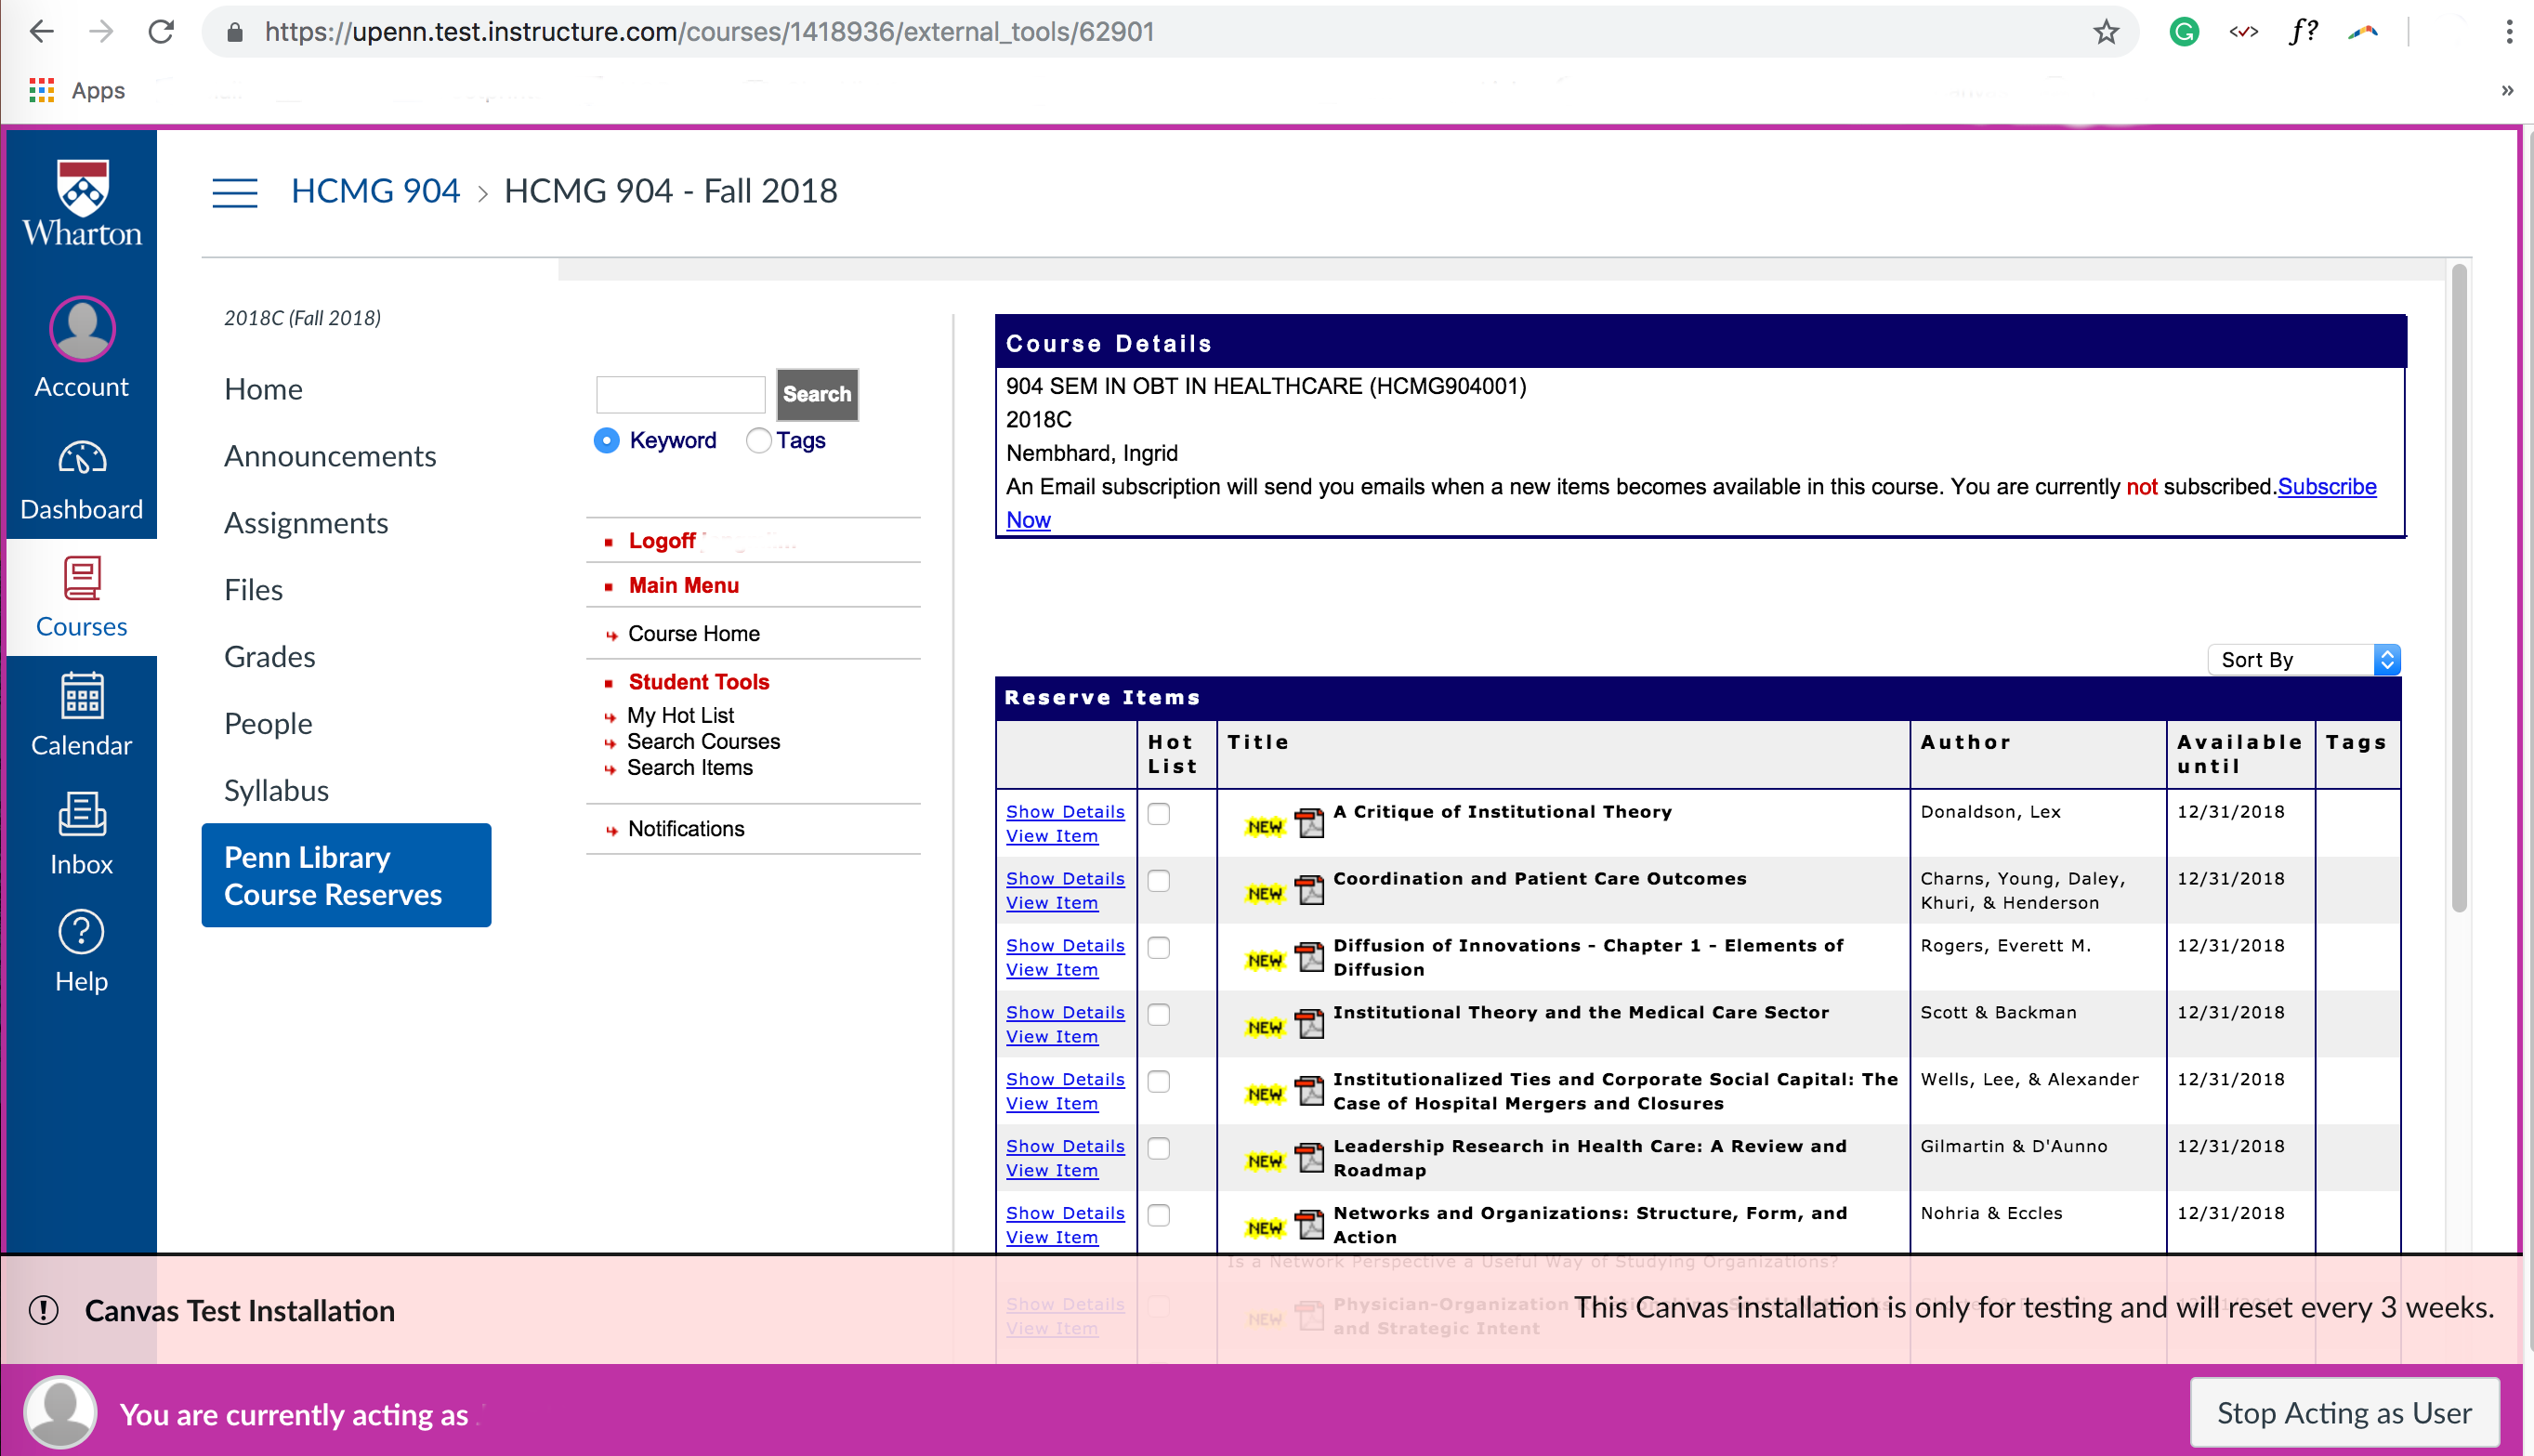 https://upenn.test.instructure.com/courses/1418936/external_tools/62901
G
f?
Apps
»
Wharton
Account
Dashboard
Courses
Calendar
Inbox
Help
HCMG 904 > HCMG 904 - Fall 2018
2018C (Fall 2018)
Home
Announcements
Assignments
Files
Grades
People
Syllabus
Penn Library
Course Reserves
Search
Keyword Tags
Logoff
Main Menu
Course Home
Student Tools
My Hot List
Search Courses
Search Items
Notifications
Course Details
904 SEM IN OBT IN HEALTHCARE (HCMG904001)
2018C
Nembhard, Ingrid
An Email subscription will send you emails when a new items becomes available in this course. You are currently not subscribed.Subscribe
Now
Sort By
Reserve Items
Hot List Title Author Available until Tags
Show Details NEW A Critique of Institutional Theory Donaldson, Lex 12/31/2018
View Item
Show Details NEW Coordination and Patient Care Outcomes Charns, Young, Daley, 12/31/2018
View Item Khuri, & Henderson
Show Details NEW Diffusion of Innovations - Chapter 1 - Elements of Rogers, Everett M. 12/31/2018
View Item Diffusion
Show Details NEW Institutional Theory and the Medical Care Sector Scott & Backman 12/31/2018
View Item
Show Details NEW Institutionalized Ties and Corporate Social Capital: The Wells, Lee, & Alexander 12/31/2018
View Item Case of Hospital Mergers and Closures
Show Details NEW Leadership Research in Health Care: A Review and Gilmartin & D'Aunno 12/31/2018
View Item Roadmap
Show Details NEW Networks and Organizations: Structure, Form, and Nohria & Eccles 12/31/2018
View Item Action
Is a Network Perspective a Useful Way of Studying Organizations?
Show Details NEW Physician-Organization
View Item and Strategic Intent
Canvas Test Installation
This Canvas installation is only for testing and will reset every 3 weeks.
You are currently acting as
Stop Acting as User